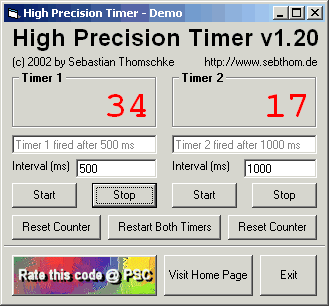 High Precision Timer - Demo
High Precision Timer v1.20
(c) 2002 by Sebastian Thomschke http://www.sebthom.de
Timer 1 Timer 2
34 17
Timer 1 fired after 500 ms Timer 2 fired after 1000 ms
Interval (ms) 500 Interval (ms) 1000
Start Stop Start Stop
Reset Counter Restart Both Timers Reset Counter
Rate this code @ PSC Visit Home Page Exit